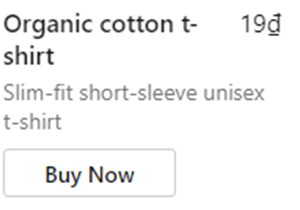 Organic cotton t- 19₫
shirt
Slim-fit short-sleeve unisex
t-shirt
Buy Now